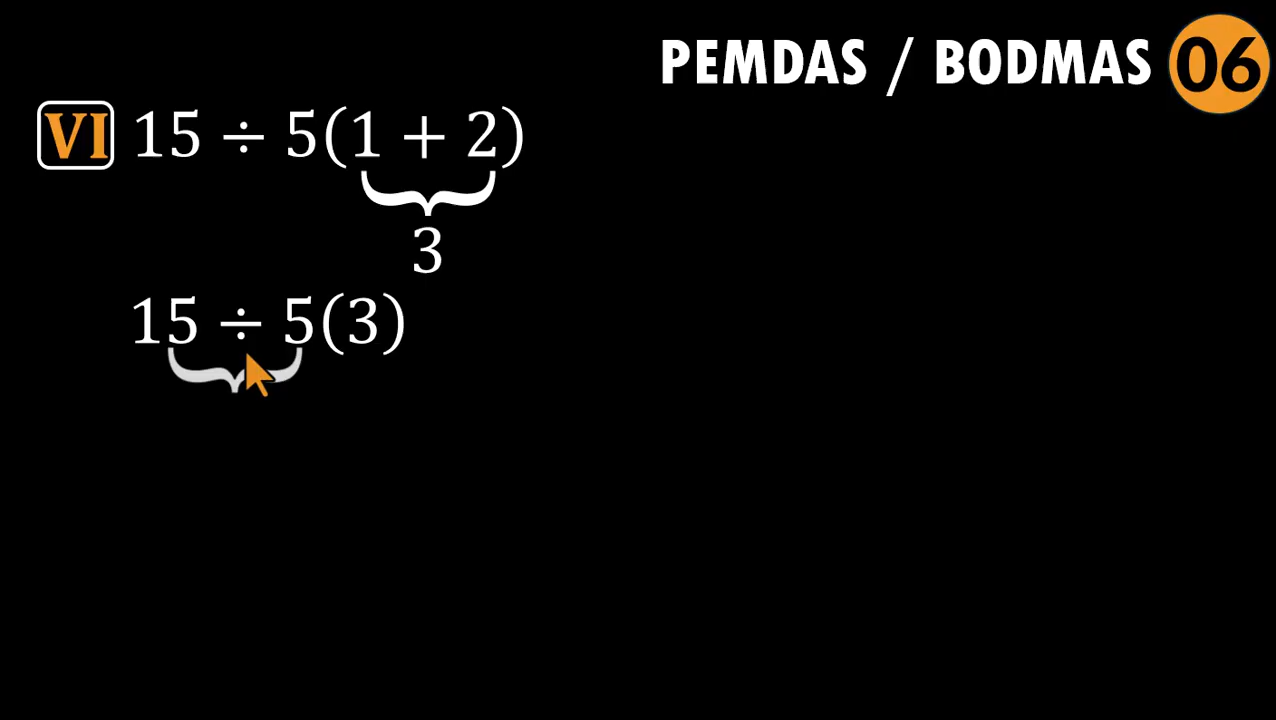 PEMDAS / BODMAS 06
VI 15 ÷ 5(1 + 2)
3
15 ÷ 5(3)